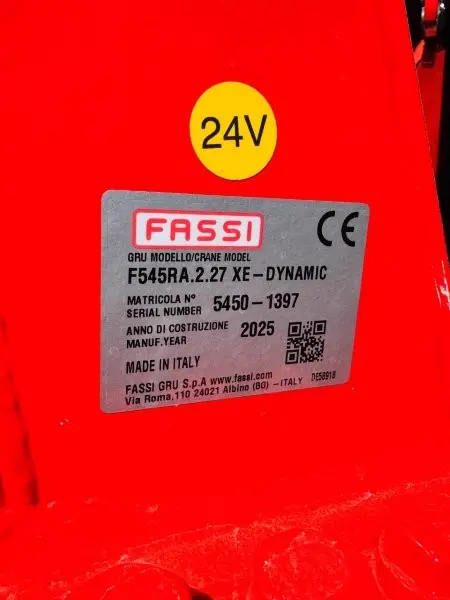 24V
FASSI
CE
GRU MODELLO/CRANE MODEL
F545RA.2.27 XE-DYNAMIC
MATRICOLA N° 5450-1397
SERIAL NUMBER
ANNO DI COSTRUZIONE 2025
MANUF.YEAR
MADE IN ITALY
FASSI GRU S.p.A www.fassi.com
Via Roma,110 24021 Albino (BG) -ITALY DE58918